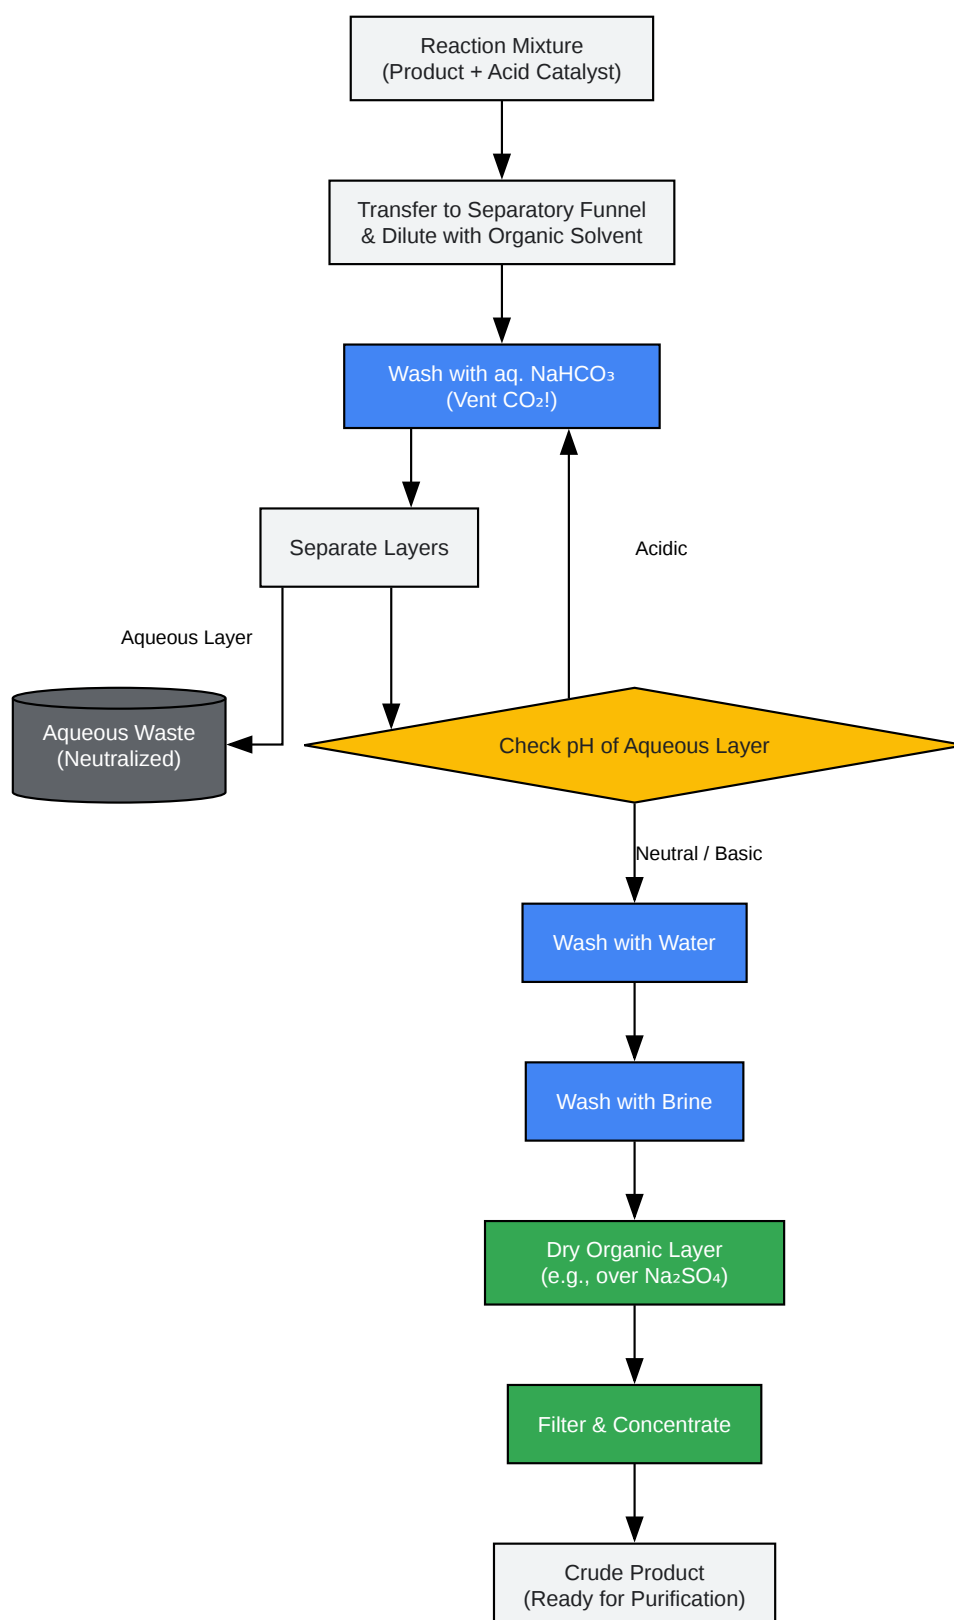 Reaction Mixture
(Product + Acid Catalyst)
Transfer to Separatory Funnel
& Dilute with Organic Solvent
Wash with aq. NaHCO₃
(Vent CO₂!)
Separate Layers
Acidic
Aqueous Layer
Aqueous Waste
(Neutralized)
Check pH of Aqueous Layer
Neutral / Basic
Wash with Water
Wash with Brine
Dry Organic Layer
(e.g., over Na₂SO₄)
Filter & Concentrate
Crude Product
(Ready for Purification)